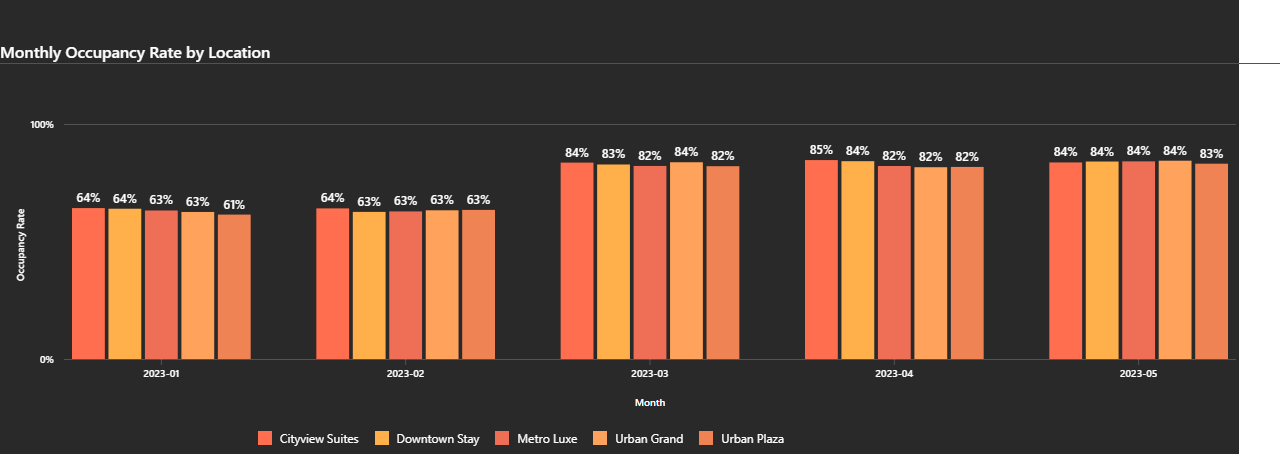 Monthly Occupancy Rate by Location
100%
84% 83% 82% 84% 82% 85% 84% 82% 82% 82% 84% 84% 84% 84% 83%
64% 64% 63% 63% 61% 64% 63% 63% 63% 63%
Occupancy Rate
0%
2023-01 2023-02 2023-03 2023-04 2023-05
Month
Cityview Suites Downtown Stay Metro Luxe Urban Grand Urban Plaza